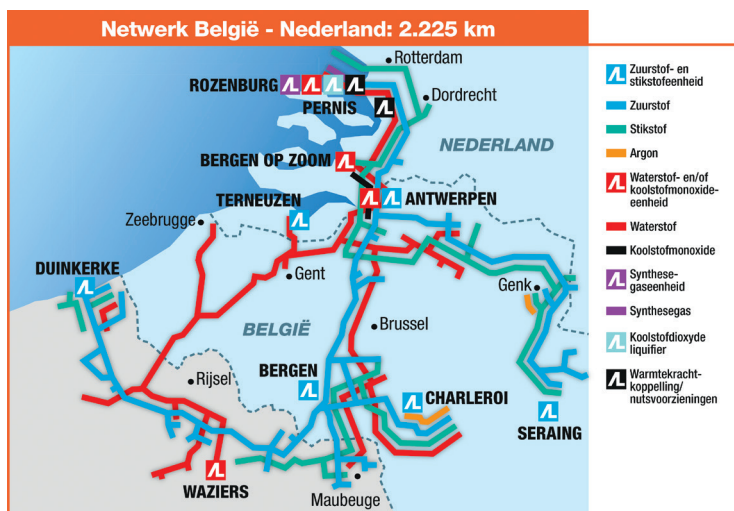 Netwerk België - Nederland: 2.225 km
Rotterdam
ROZENBURG
PERNIS
Dordrecht
NEDERLAND
BERGEN OP ZOOM
TERNEUZEN
ANTWERPEN
Zeebrugge
DUINKERKE
Gent
Genk
BELGIË
Brussel
Rijsel
BERGEN
CHARLEROI
SERAING
WAZIERS
Maubeuge
Zuurstof- en
stikstofeenheid
Zuurstof
Stikstof
Argon
Waterstof- en/of
koolstofmonoxide-
eenheid
Waterstof
Koolstofmonoxide
Synthese-
gaseenheid
Synthesegas
Koolstofdioxyde
liquifier
Warmtekracht-
koppelling/
nutsvoorzieningen